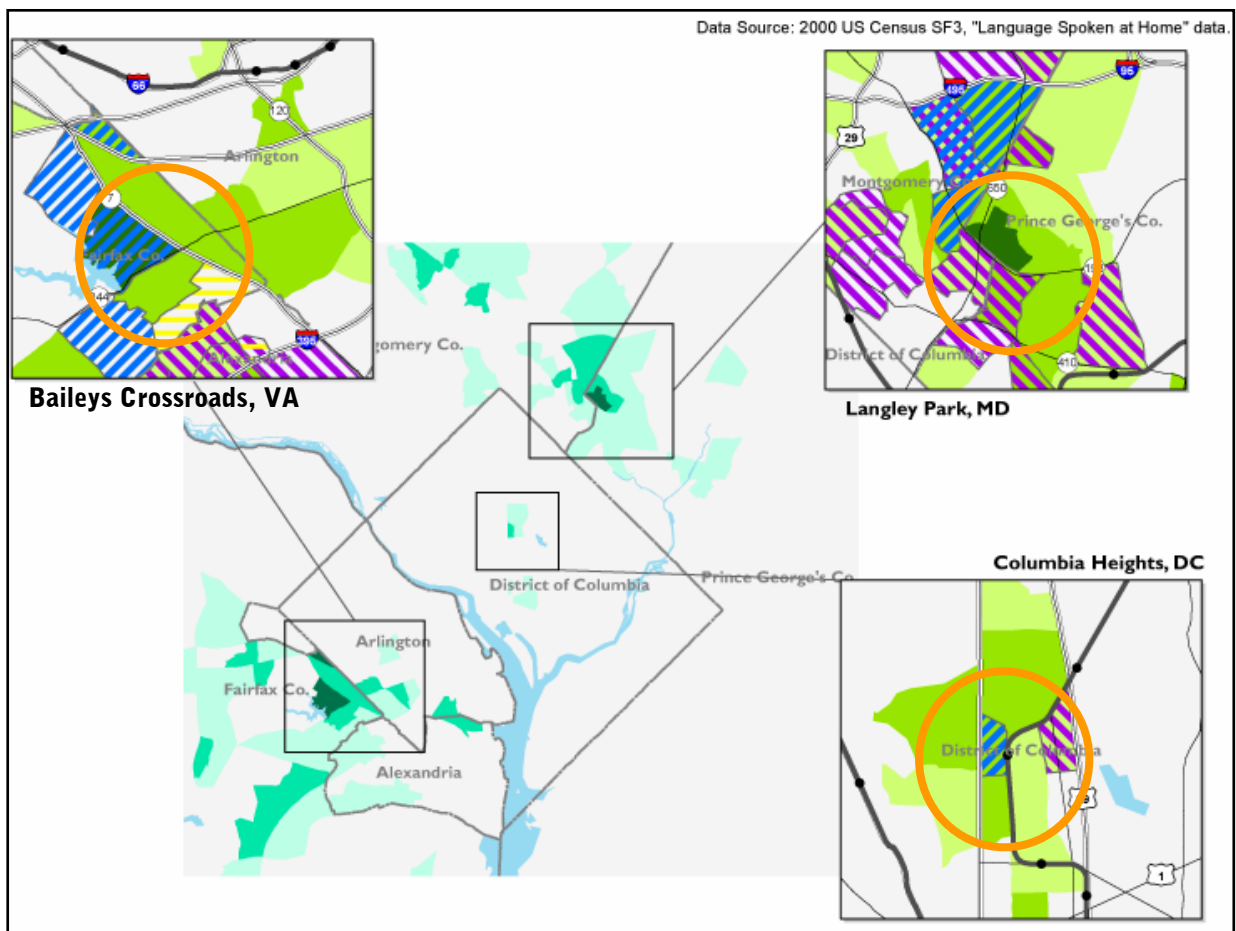 Data Source: 2000 US Census SF3, "Language Spoken at Home" data.
66
120
Arlington
7
Fairfax Co.
395
Baileys Crossroads, VA
495
95
29
Montgomery
650
Prince George's Co.
District of Columbia
410
Langley Park, MD
gomery Co.
District of Columbia
Prince George's Co
Arlington
Fairfax Co.
Alexandria
Columbia Heights, DC
District of Columbia
1